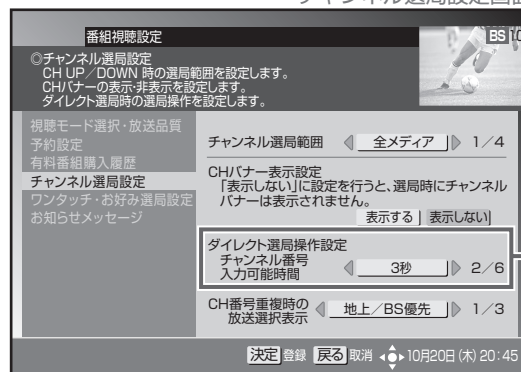 番組視聴設定
◎チャンネル選局設定
CH UP／DOWN 時の選局範囲を設定します。
CHバナーの表示・非表示を設定します。
ダイレクト選局時の選局操作を設定します。
BS
視聴モード選択・放送品質
予約設定
有料番組購入履歴
チャンネル選局設定
ワンタッチ・お好み選局設定
お知らせメッセージ
チャンネル選局範囲 全メディア 1／4
CHバナー表示設定
「表示しない」に設定を行うと、選局時にチャンネル
バナーは表示されません。
表示する 表示しない
ダイレクト選局操作設定
チャンネル番号
入力可能時間 3秒 2／6
CH番号重複時の
放送選択表示 地上／BS優先 1／3
決定 登録 戻る 取消 10月20日(木) 20:45